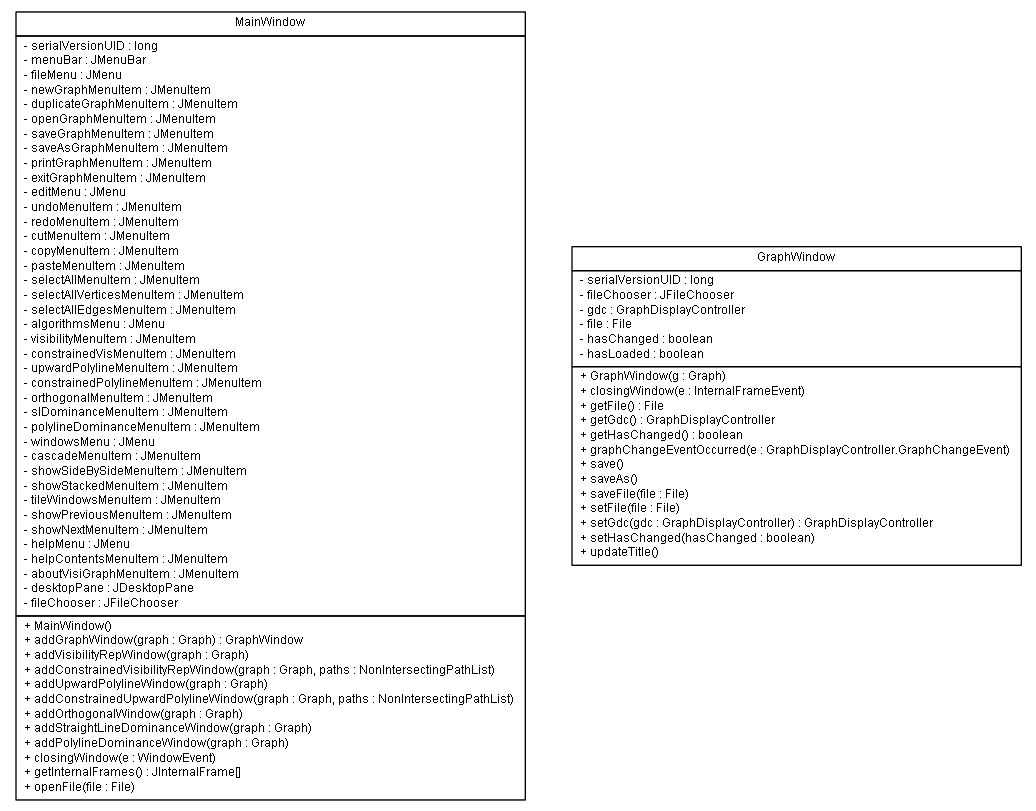 MainWindow
- serialVersionUID : long
- menuBar : JMenuBar
- fileMenu : JMenu
- newGraphMenuItem : JMenuItem
- duplicateGraphMenuItem : JMenuItem
- openGraphMenuItem : JMenuItem
- saveGraphMenuItem : JMenuItem
- saveAsGraphMenuItem : JMenuItem
- printGraphMenuItem : JMenuItem
- exitGraphMenuItem : JMenuItem
- editMenu : JMenu
- undoMenuItem : JMenuItem
- redoMenuItem : JMenuItem
- cutMenuItem : JMenuItem
- copyMenuItem : JMenuItem
- pasteMenuItem : JMenuItem
- selectAllMenuItem : JMenuItem
- selectAllVerticesMenuItem : JMenuItem
- selectAllEdgesMenuItem : JMenuItem
- algorithmsMenu : JMenu
- visibilityMenuItem : JMenuItem
- constrainedVisMenuItem : JMenuItem
- upwardPolylineMenuItem : JMenuItem
- constrainedPolylineMenuItem : JMenuItem
- orthogonalMenuItem : JMenuItem
- slDominanceMenuItem : JMenuItem
- polylineDominanceMenuItem : JMenuItem
- windowsMenu : JMenu
- cascadeMenuItem : JMenuItem
- showSideBySideMenuItem : JMenuItem
- showStackedMenuItem : JMenuItem
- tileWindowsMenuItem : JMenuItem
- showPreviousMenuItem : JMenuItem
- showNextMenuItem : JMenuItem
- helpMenu : JMenu
- helpContentsMenuItem : JMenuItem
- aboutVisiGraphMenuItem : JMenuItem
- desktopPane : JDesktopPane
- fileChooser : JFileChooser
+ MainWindow()
+ addGraphWindow(graph : Graph) : GraphWindow
+ addVisibilityRepWindow(graph : Graph)
+ addConstrainedVisibilityRepWindow(graph : Graph, paths : NonIntersectingPathList)
+ addUpwardPolylineWindow(graph : Graph)
+ addConstrainedUpwardPolylineWindow(graph : Graph, paths : NonIntersectingPathList)
+ addOrthogonalWindow(graph : Graph)
+ addStraightLineDominanceWindow(graph : Graph)
+ addPolylineDominanceWindow(graph : Graph)
+ closingWindow(e : WindowEvent)
+ getInternalFrames() : JInternalFrame[]
+ openFile(file : File)
GraphWindow
- serialVersionUID : long
- fileChooser : JFileChooser
- gdc : GraphDisplayController
- file : File
- hasChanged : boolean
- hasLoaded : boolean
+ GraphWindow(g : Graph)
+ closingWindow(e : InternalFrameEvent)
+ getFile() : File
+ getGdc() : GraphDisplayController
+ getHasChanged() : boolean
+ graphChangeEventOccurred(e : GraphDisplayController.GraphChangeEvent)
+ save()
+ saveAs()
+ saveFile(file : File)
+ setFile(file : File)
+ setGdc(gdc : GraphDisplayController) : GraphDisplayController
+ setHasChanged(hasChanged : boolean)
+ updateTitle()